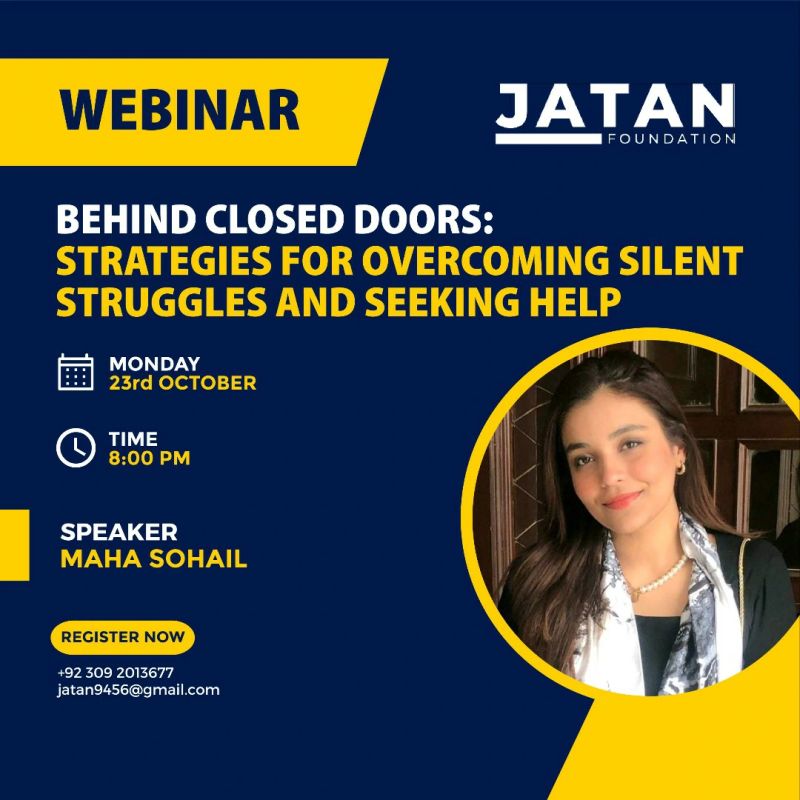 WEBINAR
JATAN
FOUNDATION
BEHIND CLOSED DOORS:
STRATEGIES FOR OVERCOMING SILENT
STRUGGLES AND SEEKING HELP
MONDAY
23rd OCTOBER
TIME
8:00 PM
SPEAKER
MAHA SOHAIL
REGISTER NOW
+92 309 2013677
jatan9456@gmail.com